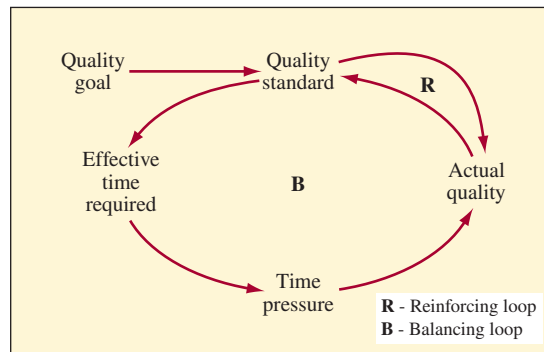 Quality
goal
Quality
standard
R
Effective
time
required
B
Actual
quality
Time
pressure
R - Reinforcing loop
B - Balancing loop